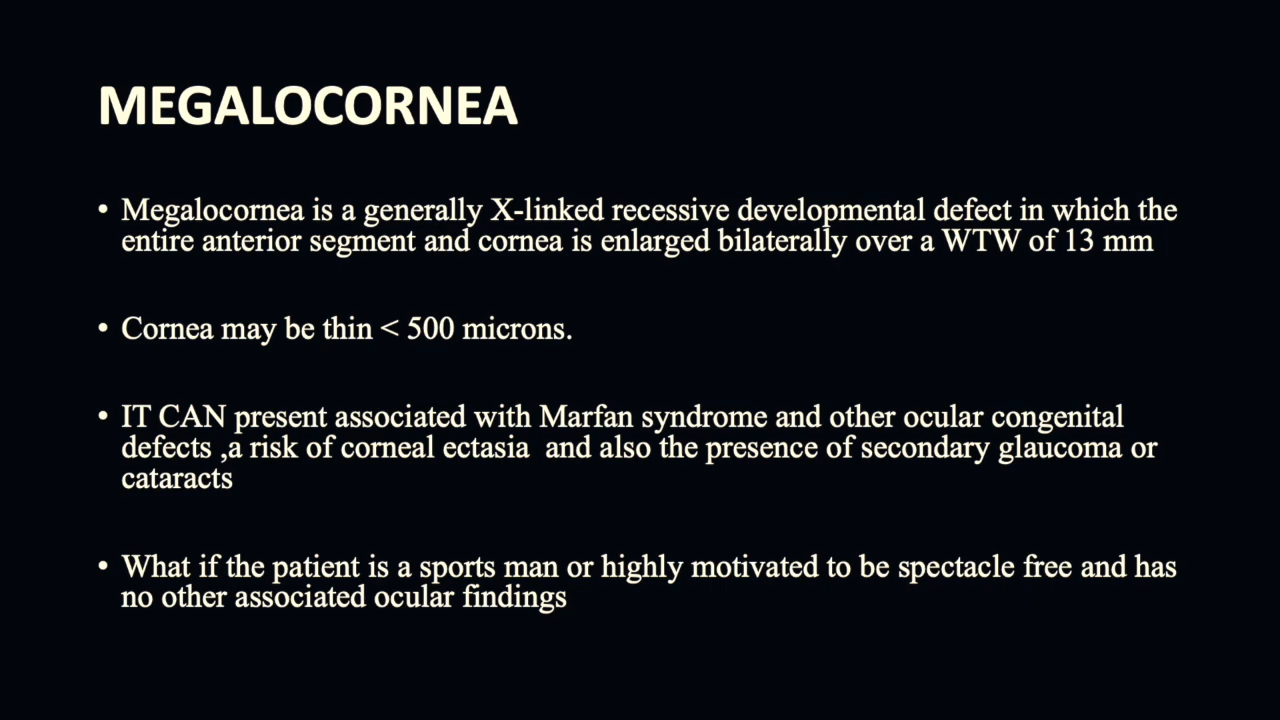 MEGALOCORNEA
• Megalocornea is a generally X-linked recessive developmental defect in which the
entire anterior segment and cornea is enlarged bilaterally over a WTW of 13 mm
• Cornea may be thin < 500 microns.
• IT CAN present associated with Marfan syndrome and other ocular congenital
defects ,a risk of corneal ectasia  and also the presence of secondary glaucoma or
cataracts
• What if the patient is a sports man or highly motivated to be spectacle free and has
no other associated ocular findings